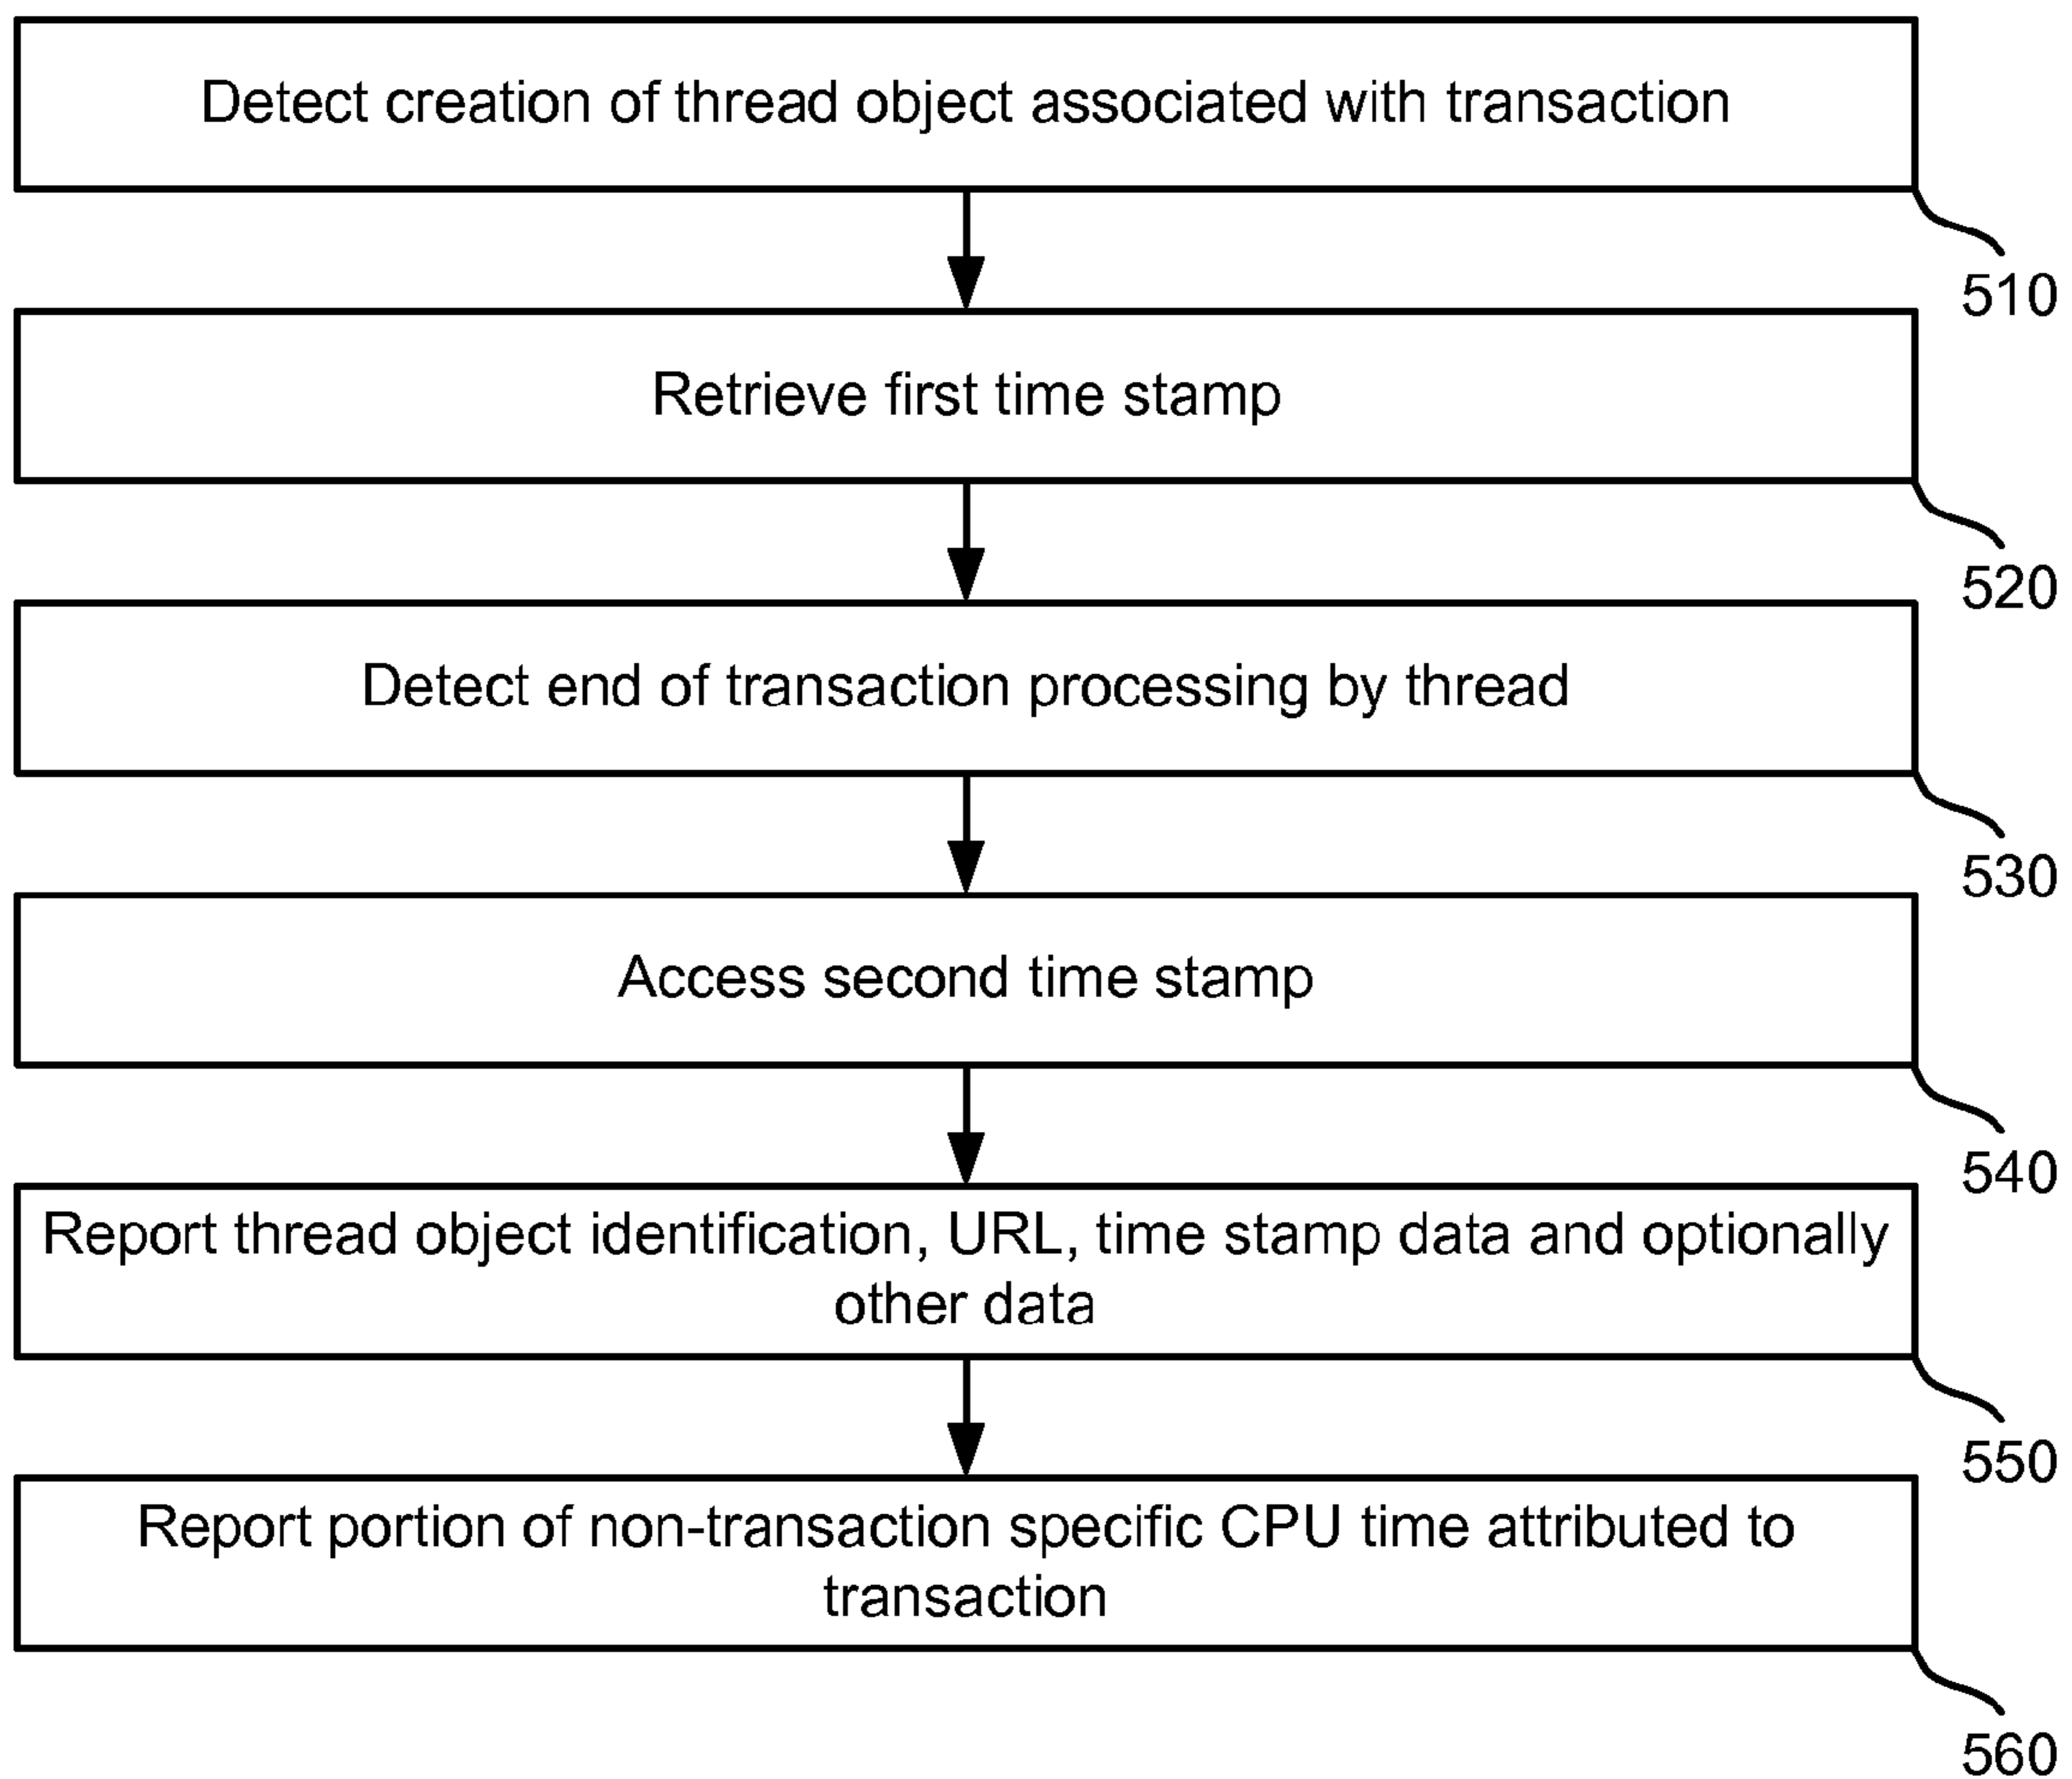 Detect creation of thread object associated with transaction
510
Retrieve first time stamp
520
Detect end of transaction processing by thread
530
Access second time stamp
540
Report thread object identification, URL, time stamp data and optionally
other data
550
Report portion of non-transaction specific CPU time attributed to
transaction
560